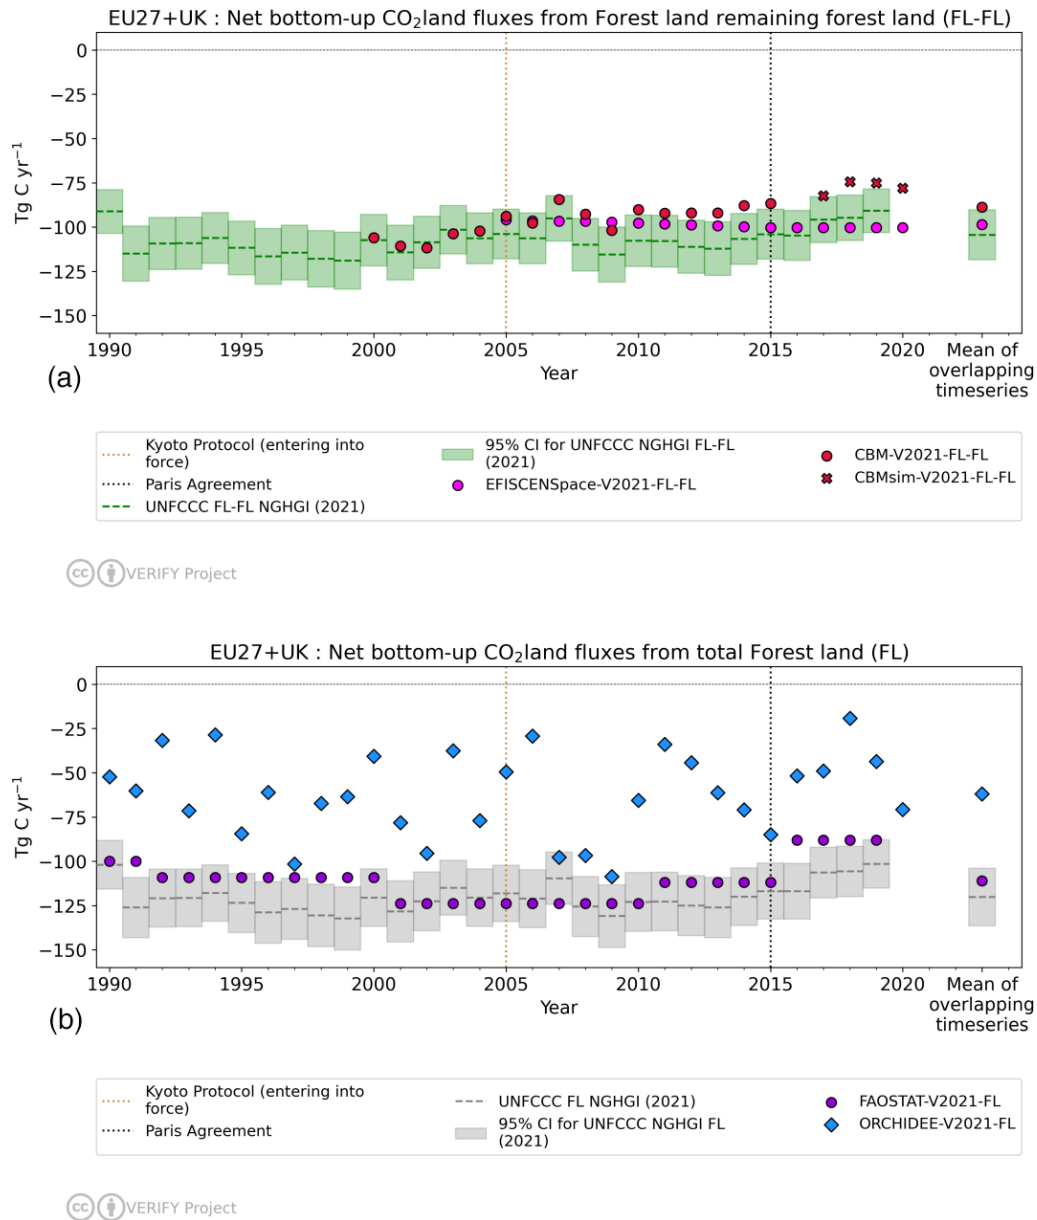 EU27+UK : Net bottom-up CO₂land fluxes from Forest land remaining forest land (FL-FL)
0
−25
−50
−75
−100
−125
−150
Tg C yr⁻¹
1990
1995
2000
2005
2010
2015
2020
Mean of
overlapping
timeseries
Year
(a)
Kyoto Protocol (entering into
force)
Paris Agreement
UNFCCC FL-FL NGHGI (2021)
95% CI for UNFCCC NGHGI FL-FL
(2021)
EFISCENSpace-V2021-FL-FL
CBM-V2021-FL-FL
CBMsim-V2021-FL-FL
cc VERIFY Project
EU27+UK : Net bottom-up CO₂land fluxes from total Forest land (FL)
0
−25
−50
−75
−100
−125
−150
Tg C yr⁻¹
1990
1995
2000
2005
2010
2015
2020
Mean of
overlapping
timeseries
Year
(b)
Kyoto Protocol (entering into
force)
Paris Agreement
UNFCCC FL NGHGI (2021)
95% CI for UNFCCC NGHGI FL
(2021)
FAOSTAT-V2021-FL
ORCHIDEE-V2021-FL
cc VERIFY Project